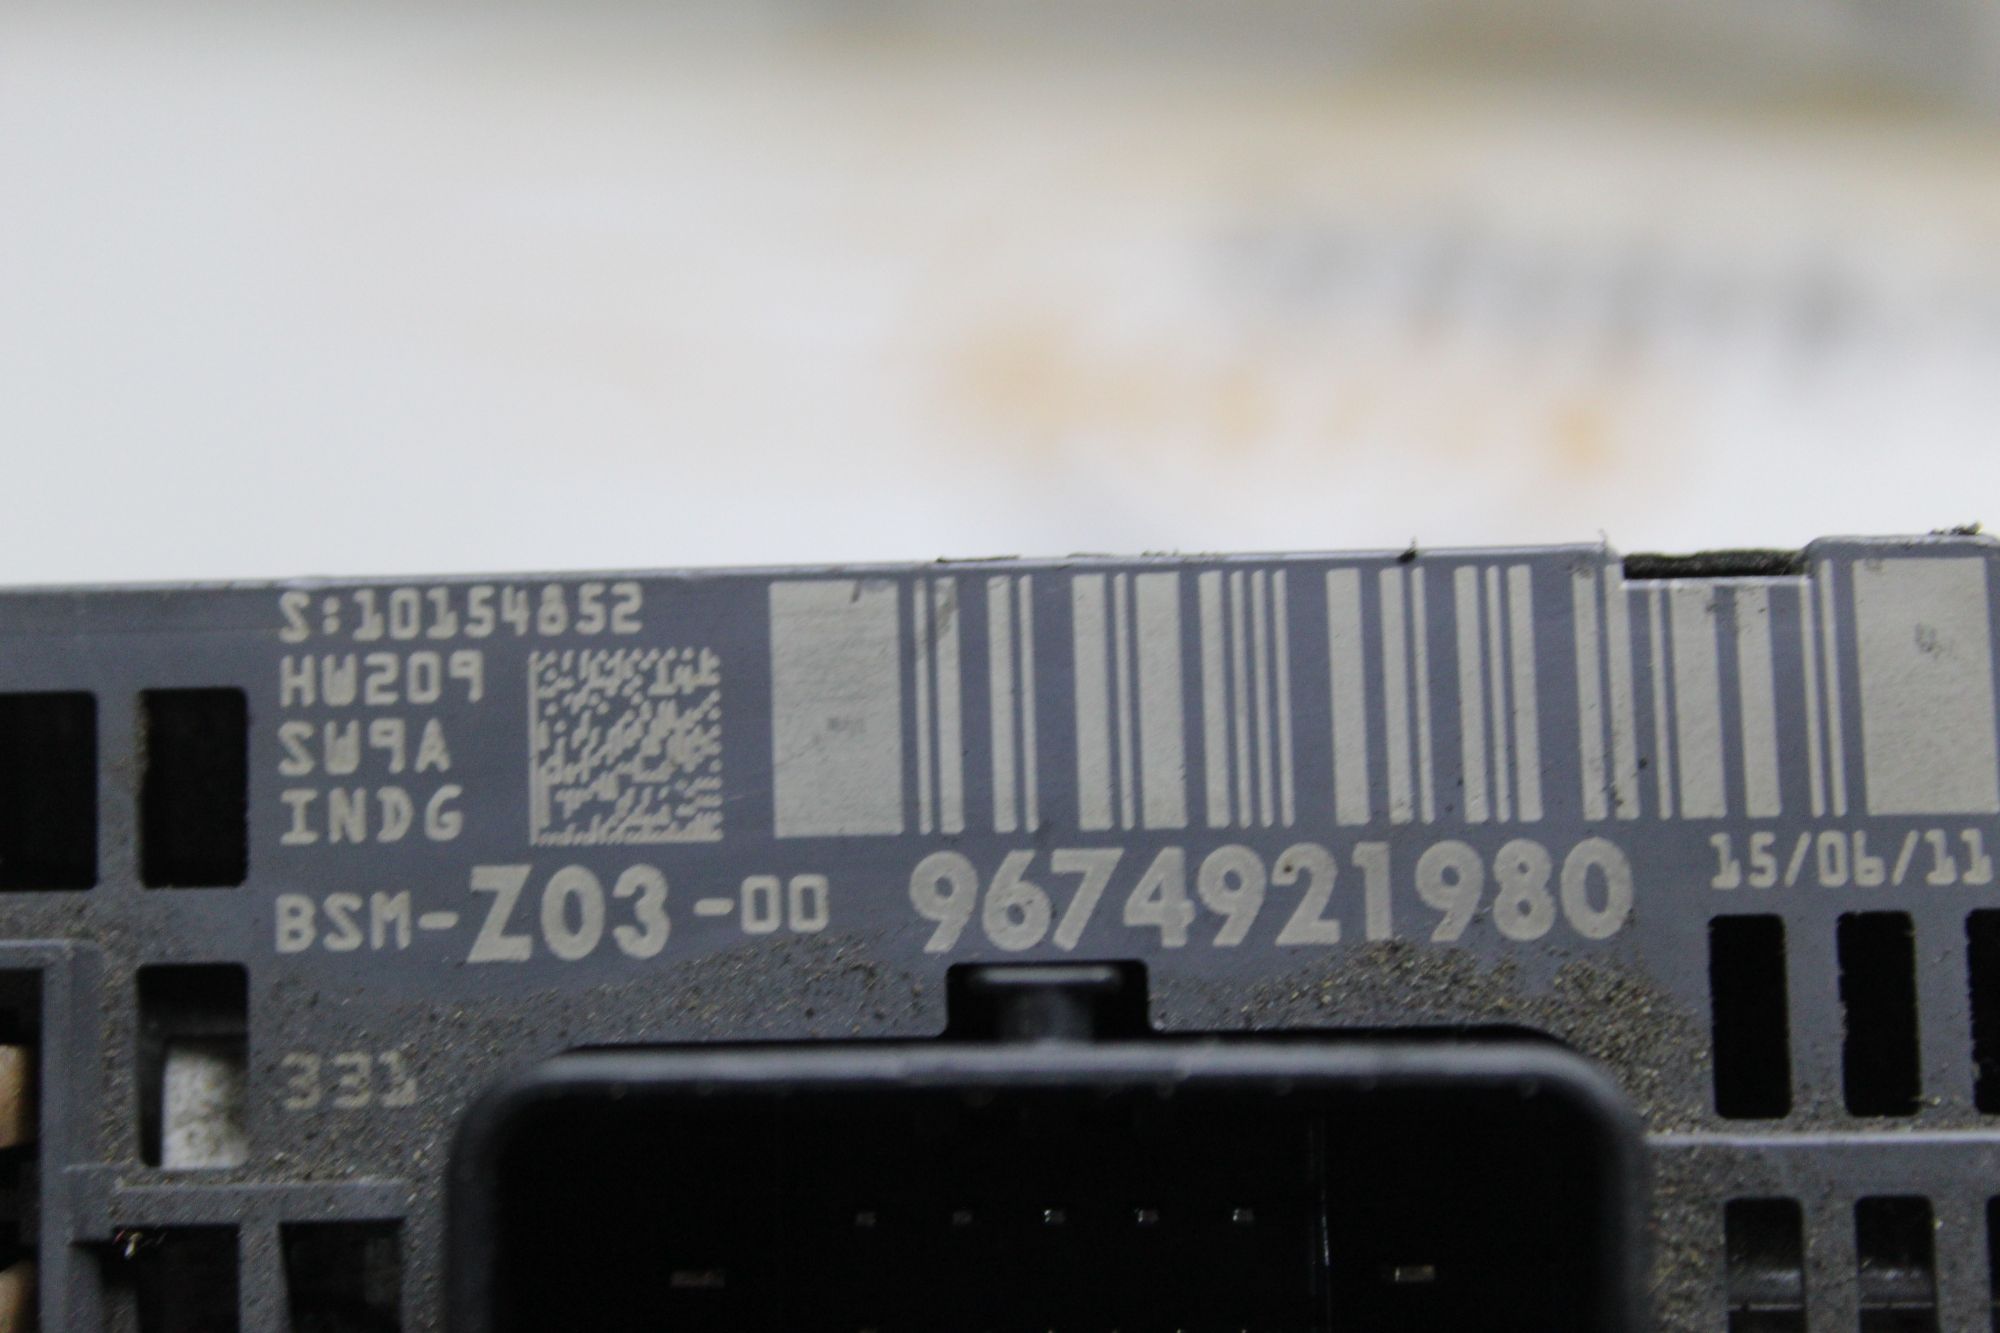 S:10154852
HW209
SW9A
INDG
BSM-Z03-00 9674921980 15/06/11
331